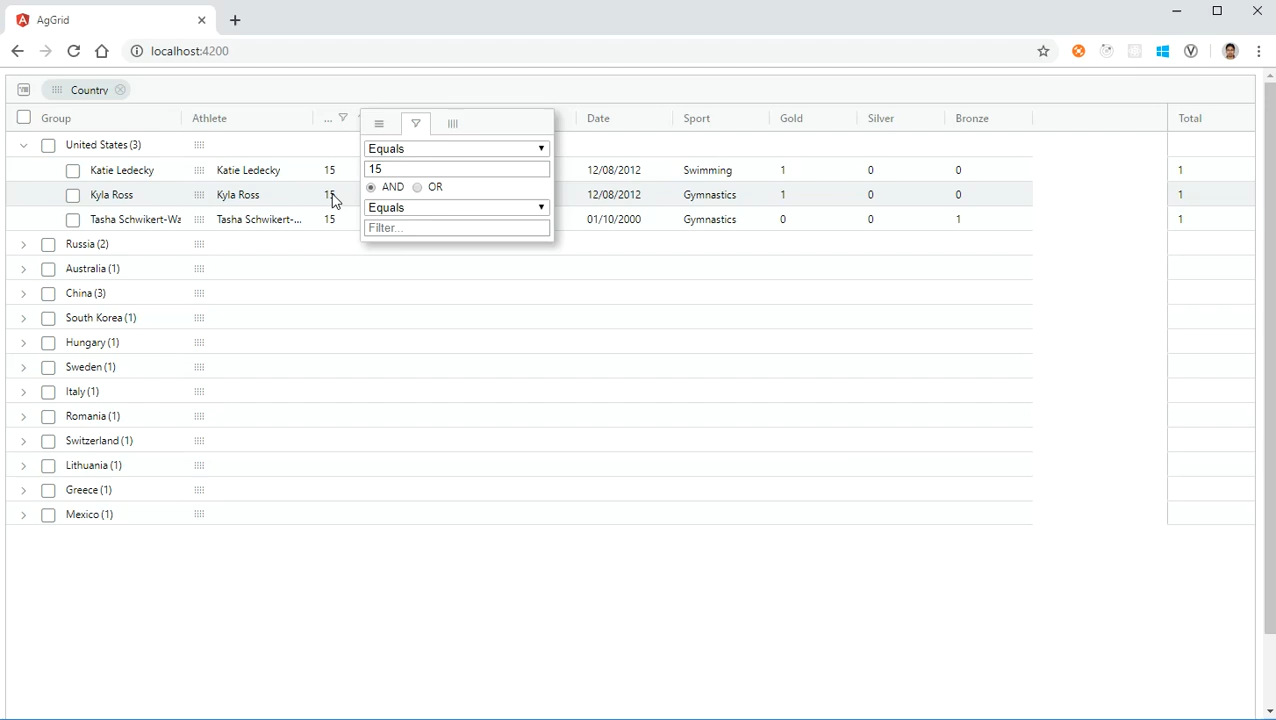 AgGrid
localhost:4200
Country
Group Athlete ... Date Sport Gold Silver Bronze Total
Equals
United States (3)
15
Katie Ledecky Katie Ledecky 15 12/08/2012 Swimming 1 0 0 1
AND OR
Kyla Ross Kyla Ross 15 12/08/2012 Gymnastics 1 0 0 1
Equals
Tasha Schwikert-Wa Tasha Schwikert-... 15 01/10/2000 Gymnastics 0 0 1 1
Filter...
Russia (2)
Australia (1)
China (3)
South Korea (1)
Hungary (1)
Sweden (1)
Italy (1)
Romania (1)
Switzerland (1)
Lithuania (1)
Greece (1)
Mexico (1)